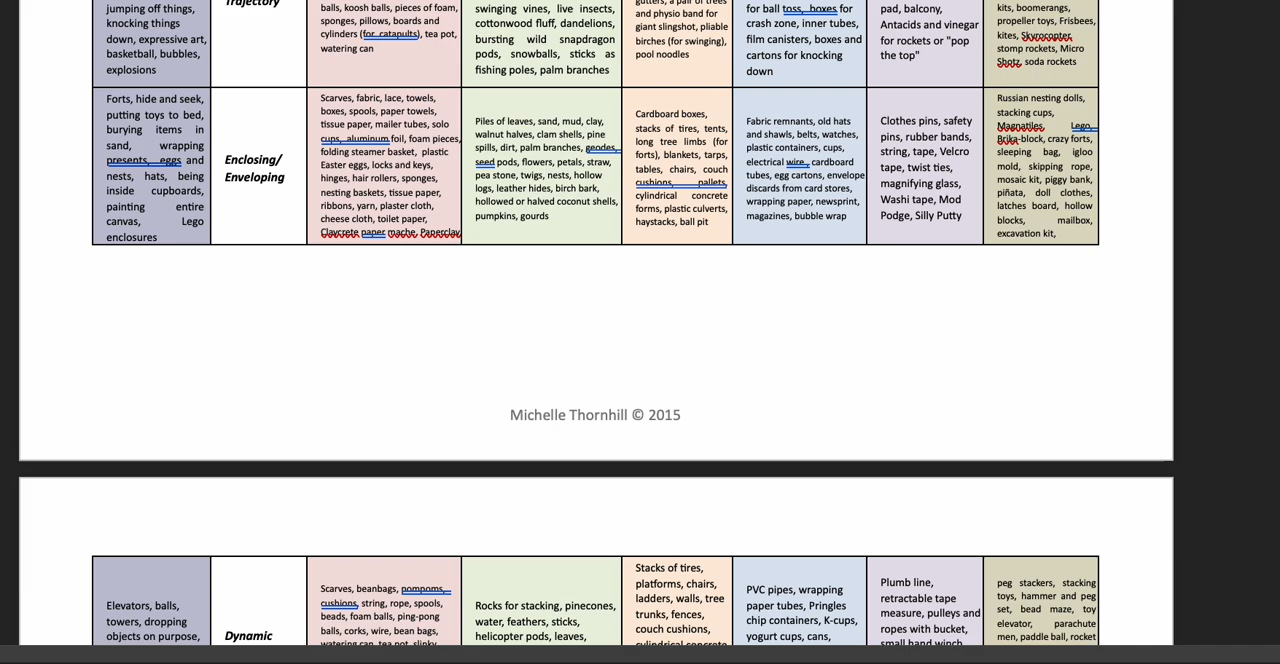 jumping off things,
knocking things
down, expressive art,
basketball, bubbles,
explosions
Trajectory
balls, koosh balls, pieces of foam,
sponges, pillows, boards and
cylinders (for catapults), tea pot,
watering can
swinging vines, live insects,
cottonwood fluff, dandelions,
bursting wild snapdragon
pods, snowballs, sticks as
fishing poles, palm branches
gutters, a pair of trees
and physio band for
giant slingshot, pliable
birches (for swinging),
pool noodles
for ball toss, boxes for
crash zone, inner tubes,
film canisters, boxes and
cartons for knocking
down
pad, balcony,
Antacids and vinegar
for rockets or "pop
the top"
kits, boomerangs,
propeller toys, Frisbees,
kites, Skyrocopter,
stomp rockets, Micro
Shotz, soda rockets
Forts, hide and seek,
putting toys to bed,
burying items in
sand, wrapping
presents, eggs and
nests, hats, being
inside cupboards,
painting entire
canvas, Lego
enclosures
Enclosing/
Enveloping
Scarves, fabric, lace, towels,
boxes, spools, paper towels,
tissue paper, mailer tubes, solo
cups, aluminum foil, foam pieces,
folding steamer basket, plastic
Easter eggs, locks and keys,
hinges, hair rollers, sponges,
nesting baskets, tissue paper,
ribbons, yarn, plaster cloth,
cheese cloth, toilet paper,
Claycrete paper mache, Paperclay
Piles of leaves, sand, mud, clay,
walnut halves, clam shells, pine
spills, dirt, palm branches, geodes,
seed pods, flowers, petals, straw,
pea stone, twigs, nests, hollow
logs, leather hides, birch bark,
hollowed or halved coconut shells,
pumpkins, gourds
Cardboard boxes,
stacks of tires, tents,
long tree limbs (for
forts), blankets, tarps,
tables, chairs, couch
cushions, pallets,
cylindrical concrete
forms, plastic culverts,
haystacks, ball pit
Fabric remnants, old hats
and shawls, belts, watches,
plastic containers, cups,
electrical wire, cardboard
tubes, egg cartons, envelope
discards from card stores,
wrapping paper, newsprint,
magazines, bubble wrap
Clothes pins, safety
pins, rubber bands,
string, tape, Velcro
tape, twist ties,
magnifying glass,
Washi tape, Mod
Podge, Silly Putty
Russian nesting dolls,
stacking cups,
Magnatiles, Lego,
Brika-block, crazy forts,
sleeping bag, igloo
mold, skipping rope,
mosaic kit, piggy bank,
piñata, doll clothes,
latches board, hollow
blocks, mailbox,
excavation kit,
Michelle Thornhill © 2015
Elevators, balls,
towers, dropping
objects on purpose,
Dynamic
Scarves, beanbags, pompoms,
cushions, string, rope, spools,
beads, foam balls, ping-pong
balls, corks, wire, bean bags,
watering can, tea pot, slinky
Rocks for stacking, pinecones,
water, feathers, sticks,
helicopter pods, leaves,
Stacks of tires,
platforms, chairs,
ladders, walls, tree
trunks, fences,
couch cushions,
cylindrical concrete
PVC pipes, wrapping
paper tubes, Pringles
chip containers, K-cups,
yogurt cups, cans,
Plumb line,
retractable tape
measure, pulleys and
ropes with bucket,
small hand winch
peg stackers, stacking
toys, hammer and peg
set, bead maze, toy
elevator, parachute
men, paddle ball, rocket